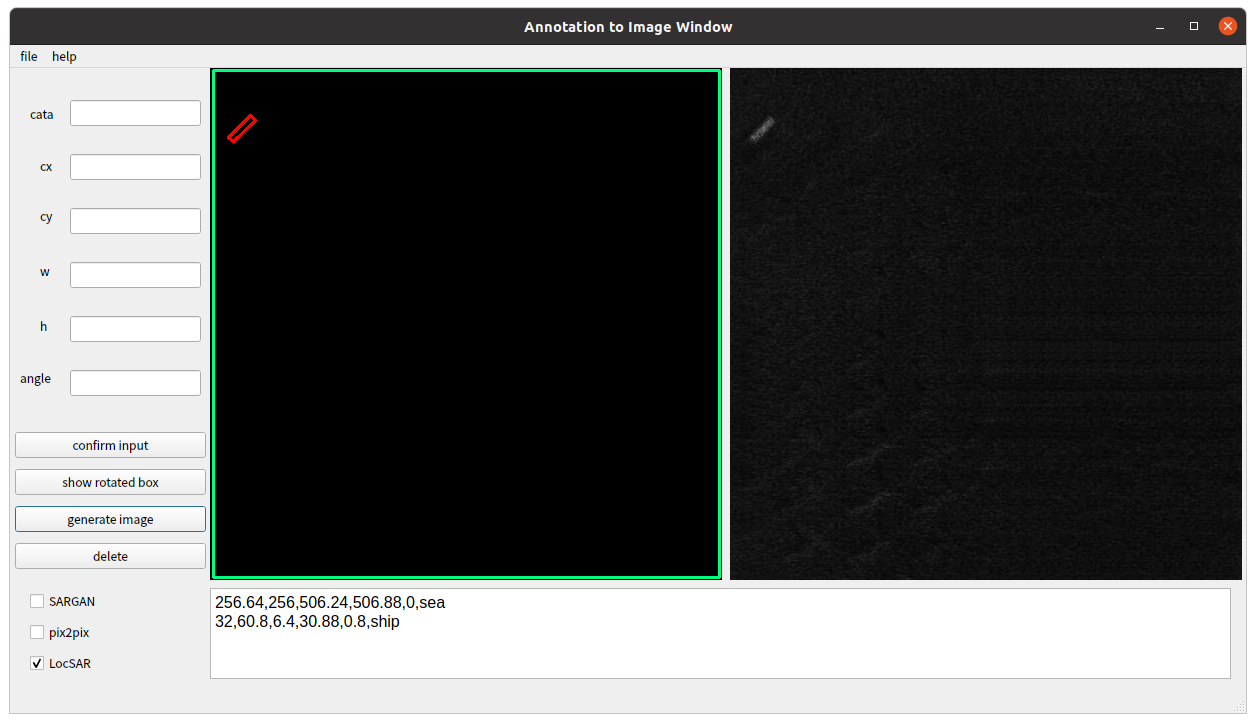 Annotation to Image Window
file help
cata
cx
cy
w
h
angle
confirm input
show rotated box
generate image
delete
SARGAN
pix2pix
LocSAR
256.64,256,506.24,506.88,0,sea
32,60.8,6.4,30.88,0.8,ship